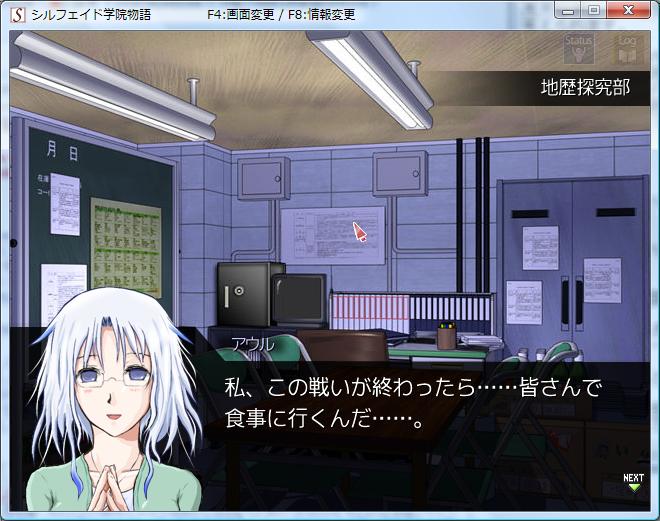 シルフェイド学院物語 F4:画面変更 / F8:情報変更
Status Log
地歴探究部
月 日
アウル
私、この戦いが終わったら……皆さんで
食事に行くんだ……。
NEXT